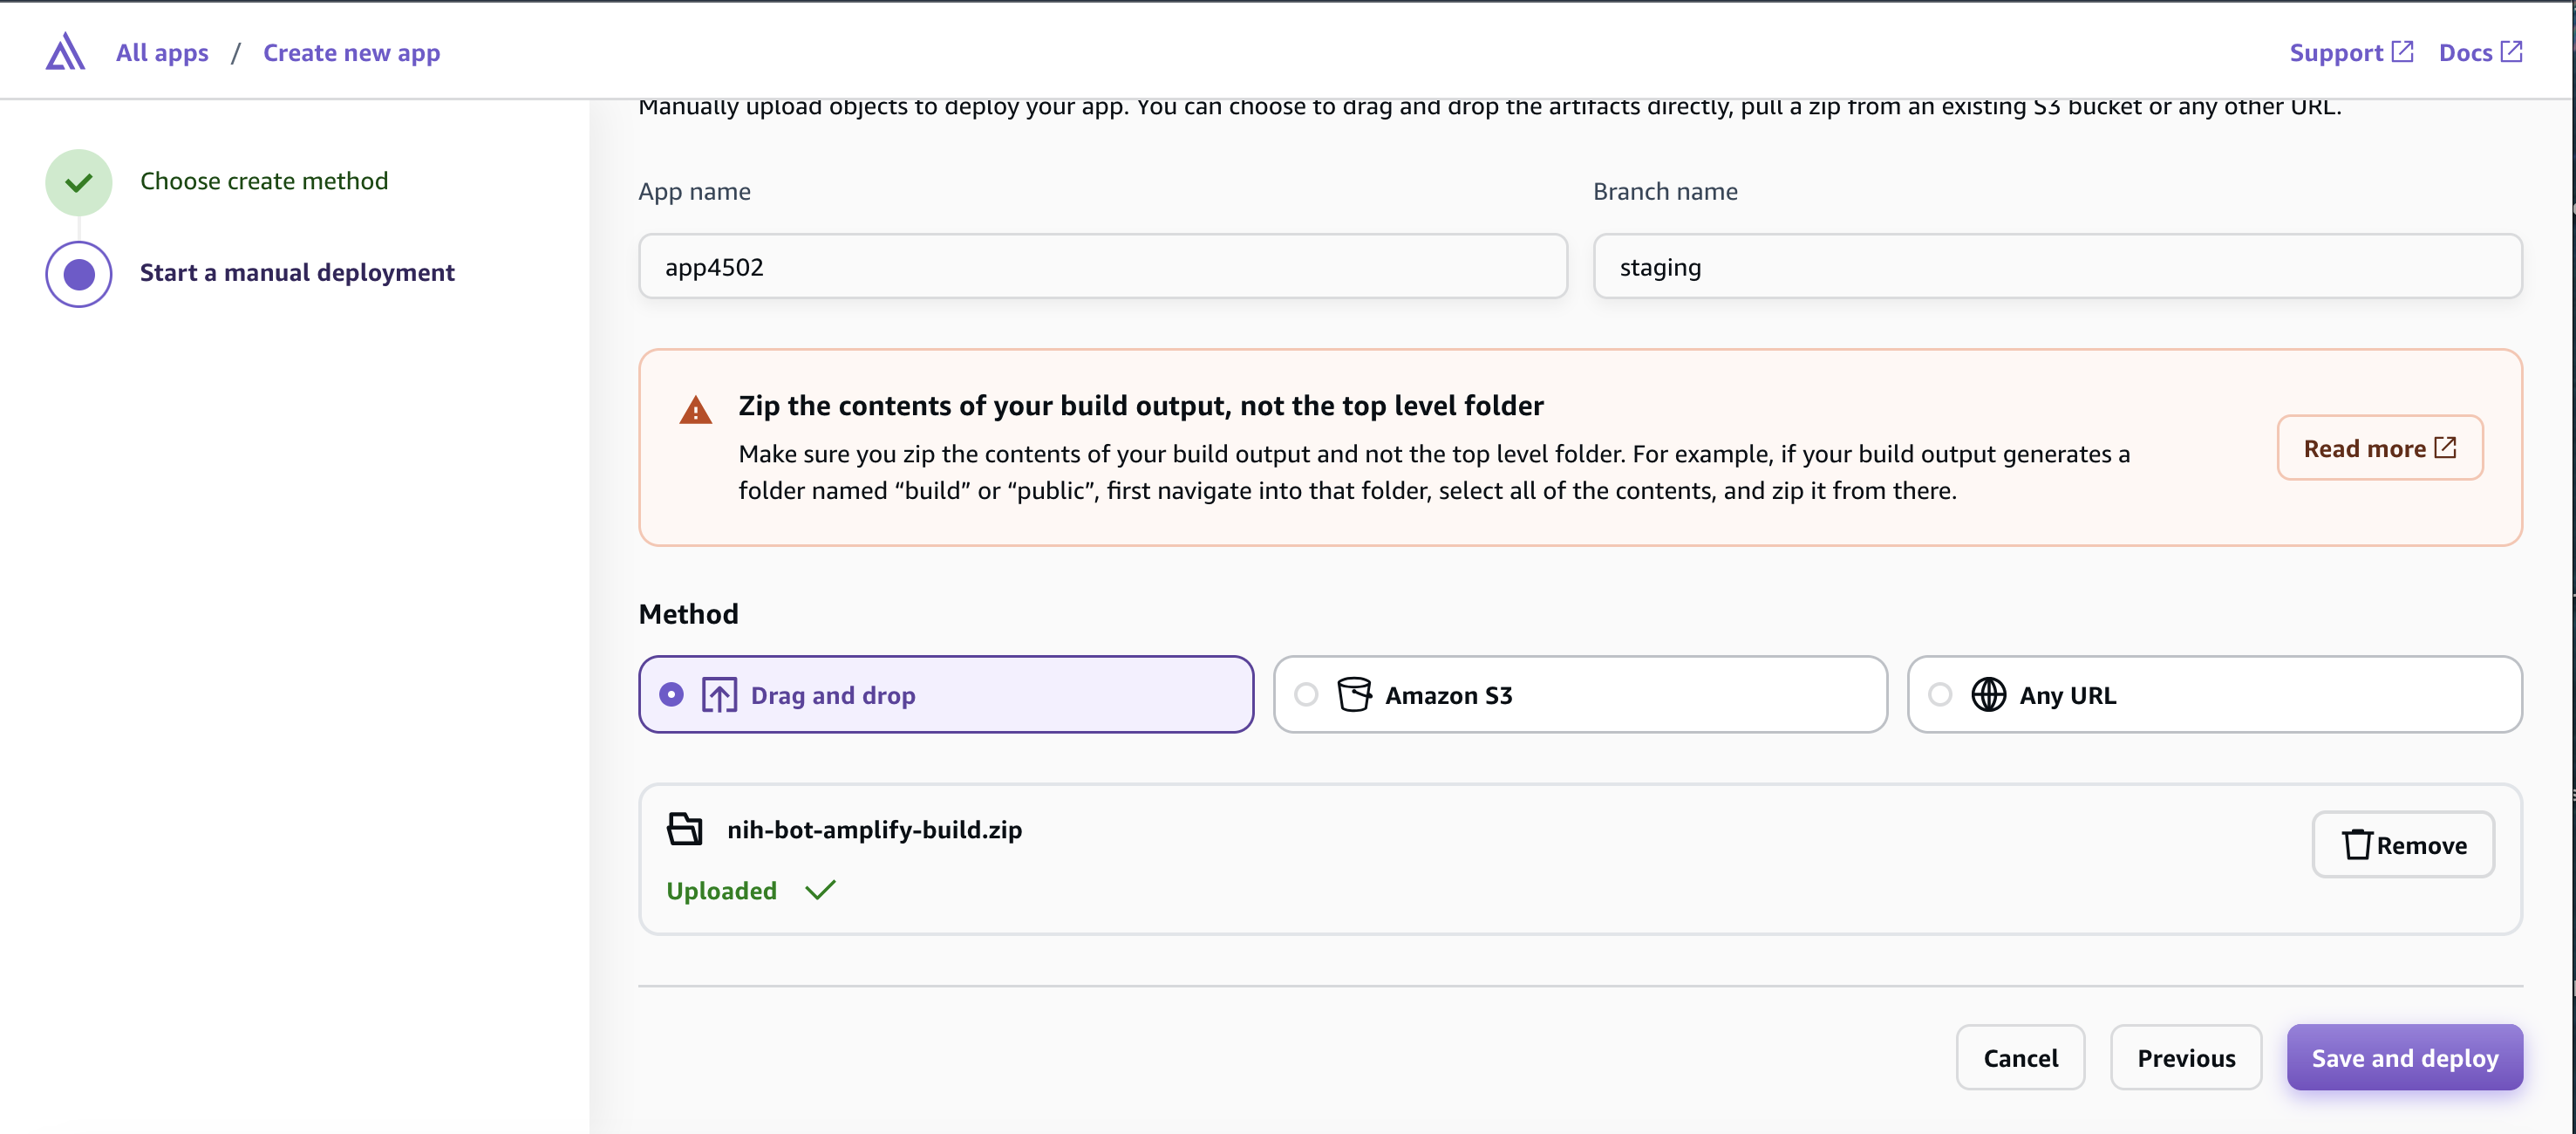 All apps / Create new app
Support
Docs
Choose create method
Start a manual deployment
Manually upload objects to deploy your app. You can choose to drag and drop the artifacts directly, pull a zip from an existing S3 bucket or any other URL.
App name
Branch name
app4502
staging
Zip the contents of your build output, not the top level folder
Make sure you zip the contents of your build output and not the top level folder. For example, if your build output generates a
folder named “build” or “public”, first navigate into that folder, select all of the contents, and zip it from there.
Read more
Method
Drag and drop
Amazon S3
Any URL
nih-bot-amplify-build.zip
Uploaded
Remove
Cancel
Previous
Save and deploy